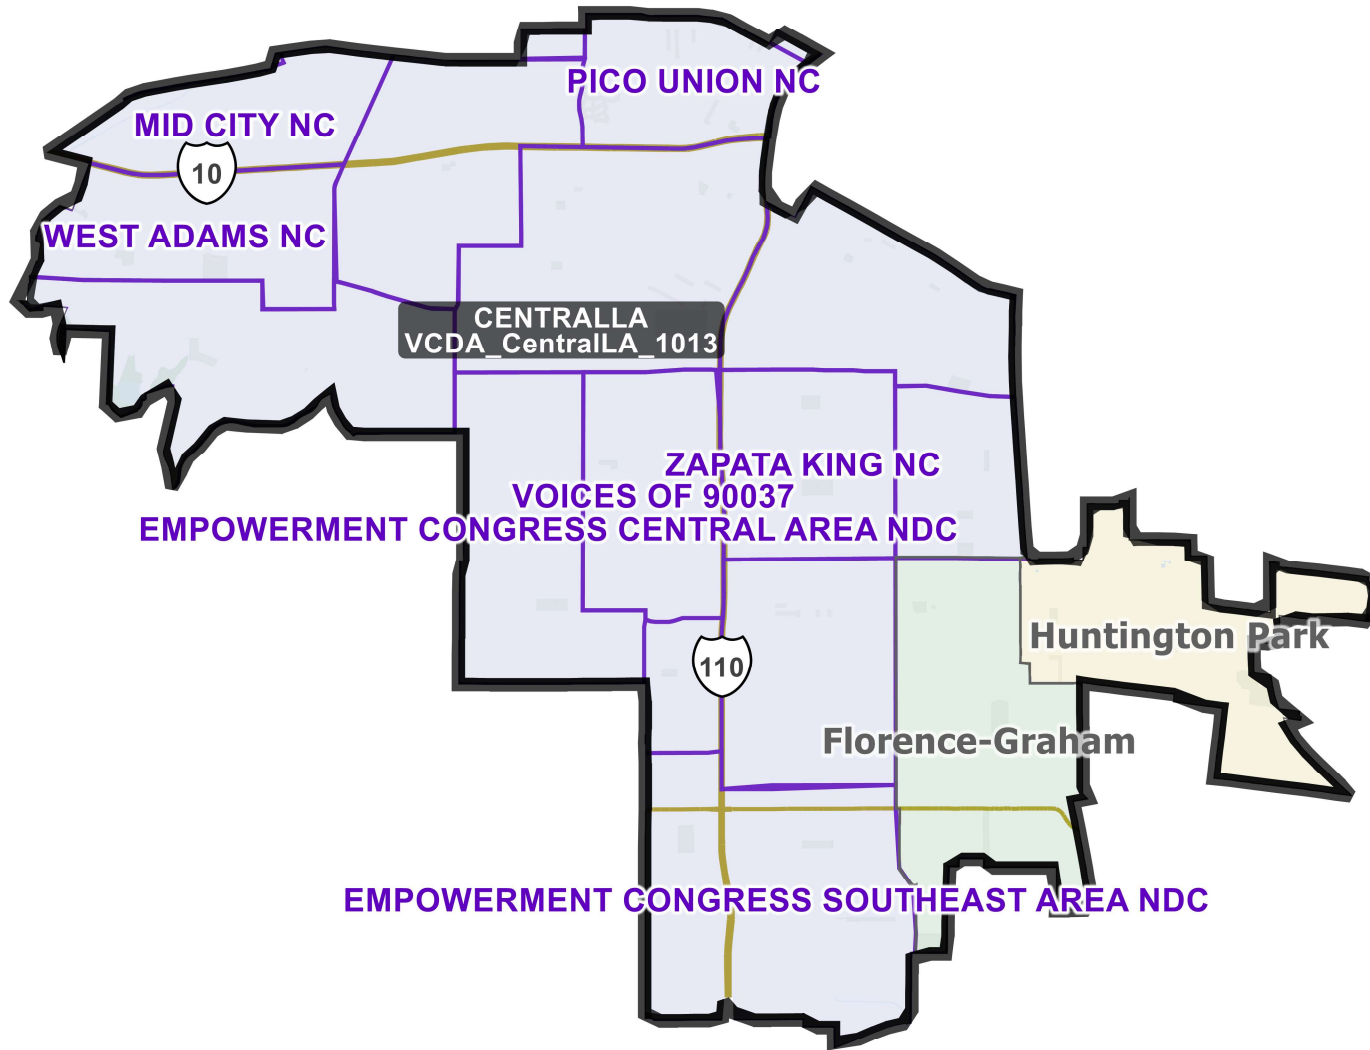 PICO UNION NC
MID CITY NC
10
WEST ADAMS NC
CENTRALLA
VCDA_CentralLA_1013
ZAPATA KING NC
VOICES OF 90037
EMPOWERMENT CONGRESS CENTRAL AREA NDC
Huntington Park
110
Florence-Graham
EMPOWERMENT CONGRESS SOUTHEAST AREA NDC